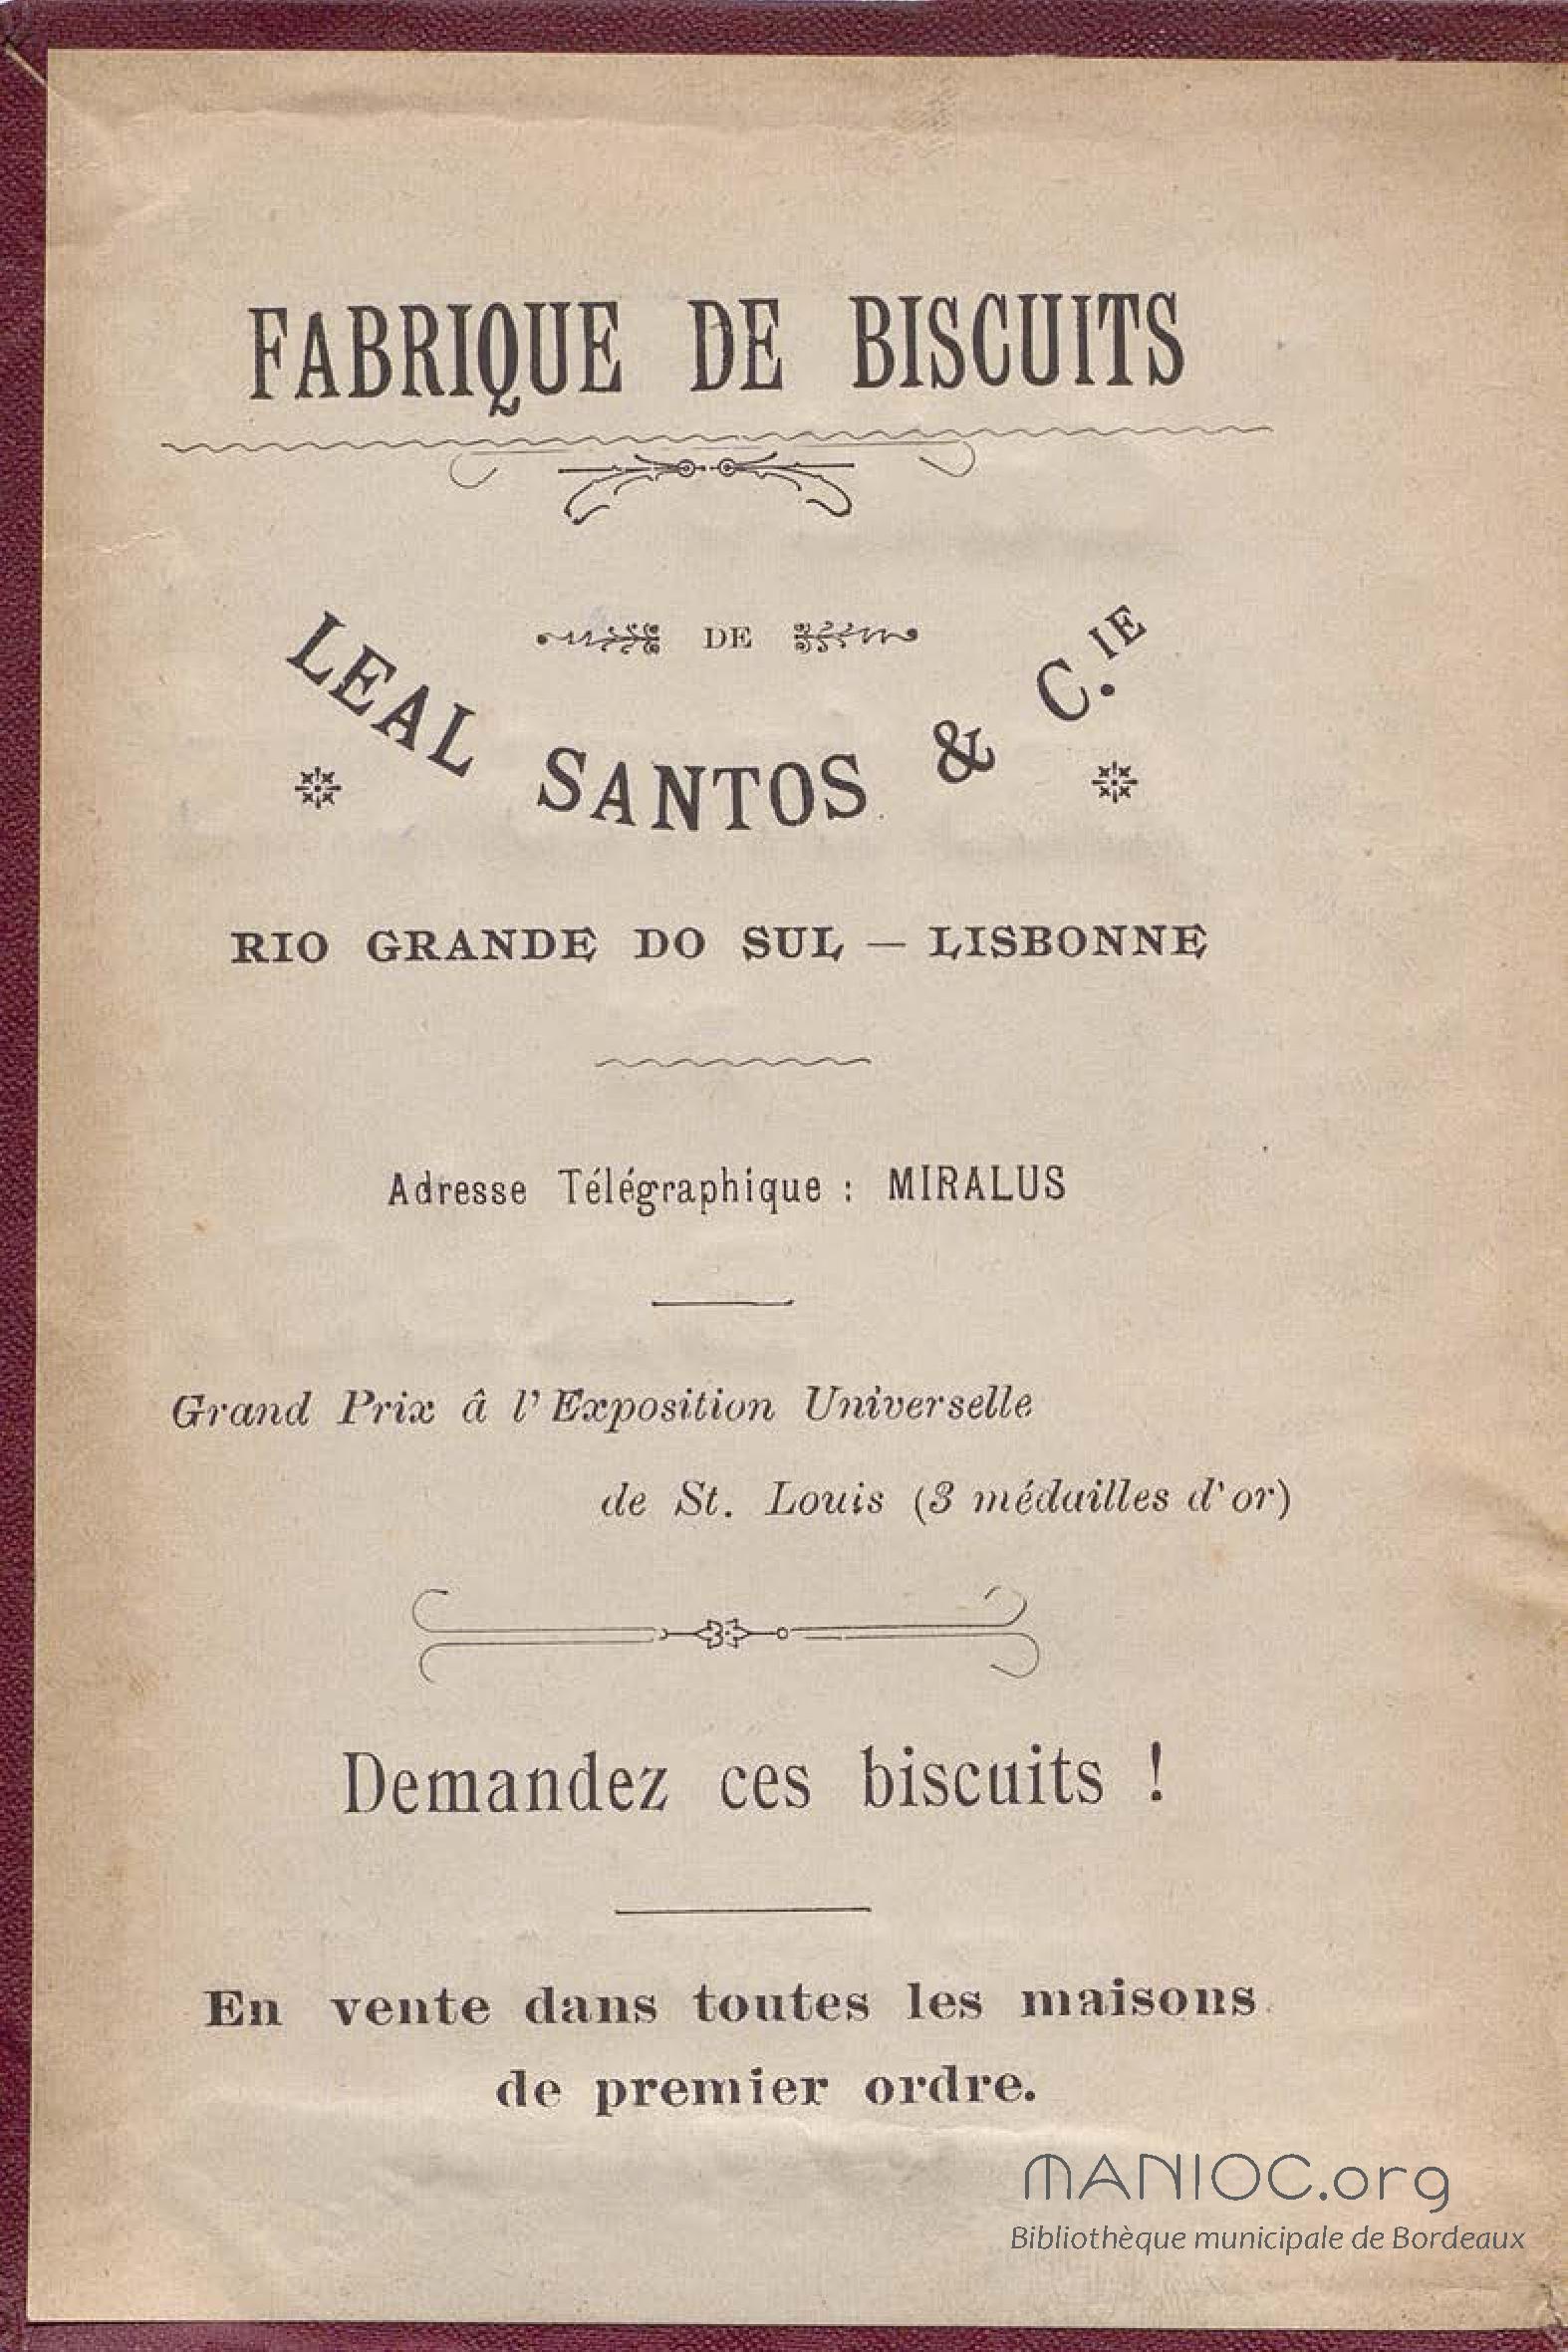 FABRIQUE DE BISCUITS
DE
LEAL SANTOS & C.IE
RIO GRANDE DO SUL — LISBONNE
Adresse Télégraphique : MIRALUS
Grand Prix â l'Exposition Universelle
de St. Louis (3 médailles d'or)
Demandez ces biscuits !
En vente dans toutes les maisons
de premier ordre.
MANIOC.org
Bibliothèque municipale de Bordeaux